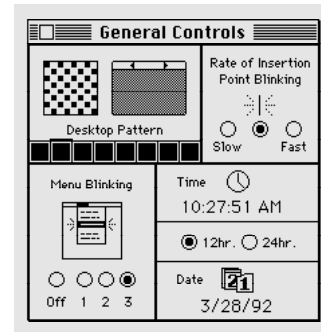 General Controls
Rate of Insertion
Point Blinking
Desktop Pattern
Slow Fast
Menu Blinking
Off 1 2 3
Time
10:27:51 AM
12hr. 24hr.
Date 21
3/28/92